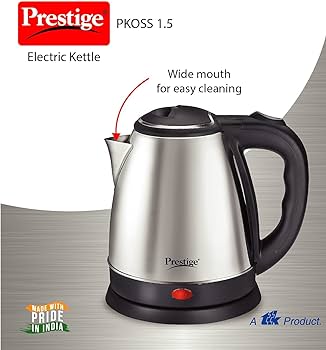 Prestige
PKOSS 1.5
Electric Kettle
Wide mouth
for easy cleaning
Prestige
MADE WITH
PRIDE
IN INDIA
A ttk Product.